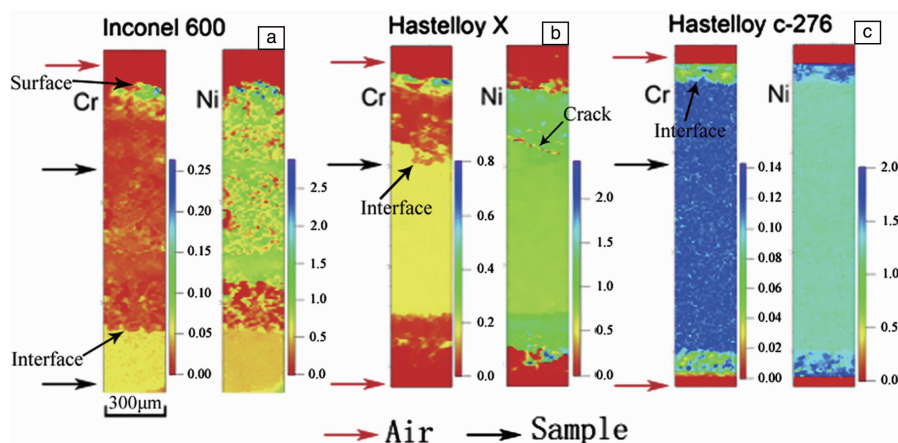 Inconel 600
a
Hastelloy X
b
Hastelloy c-276
c
Surface
Cr
Ni
Cr
Ni
Crack
Cr
Interface
Ni
Interface
Interface
0.25
0.20
0.15
0.10
0.05
0.00
2.5
2.0
1.5
1.0
0.5
0.0
0.8
0.6
0.4
0.2
0.0
2.0
1.5
1.0
0.5
0.0
0.14
0.12
0.10
0.08
0.06
0.04
0.02
0.00
2.0
1.5
1.0
0.5
0.0
300μm
Air
Sample